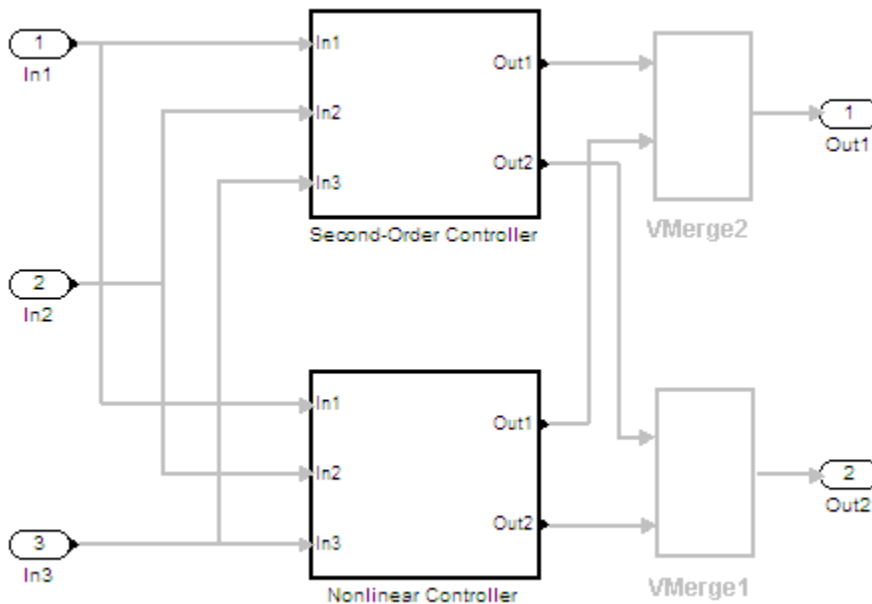 1
In1
2
In2
3
In3
In1
In2
In3
Out1
Out2
Second-Order Controller
In1
In2
In3
Out1
Out2
Nonlinear Controller
VMerge2
VMerge1
1
Out1
2
Out2